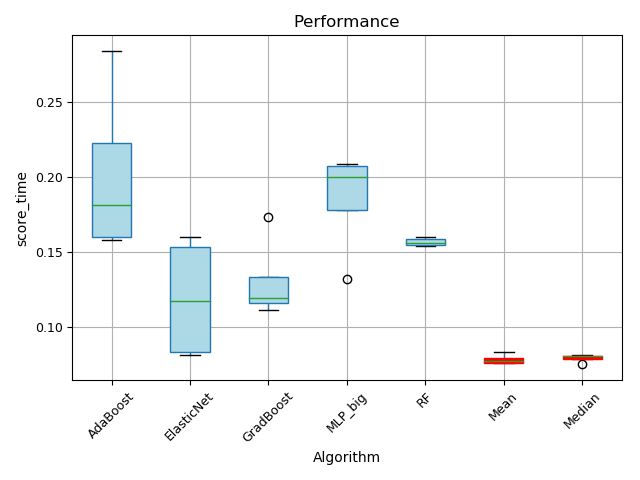 Performance
score_time
0.25
0.20
0.15
0.10
AdaBoost
ElasticNet
GradBoost
MLP_big
RF
Mean
Median
Algorithm